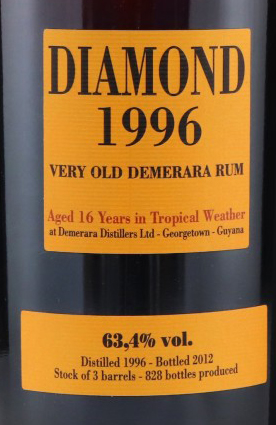 DIAMOND
1996
VERY OLD DEMERARA RUM
Aged 16 Years in Tropical Weather
at Demerara Distillers Ltd - Georgetown - Guyana
63,4% vol.
Distilled 1996 - Bottled 2012
Stock of 3 barrels - 828 bottles produced